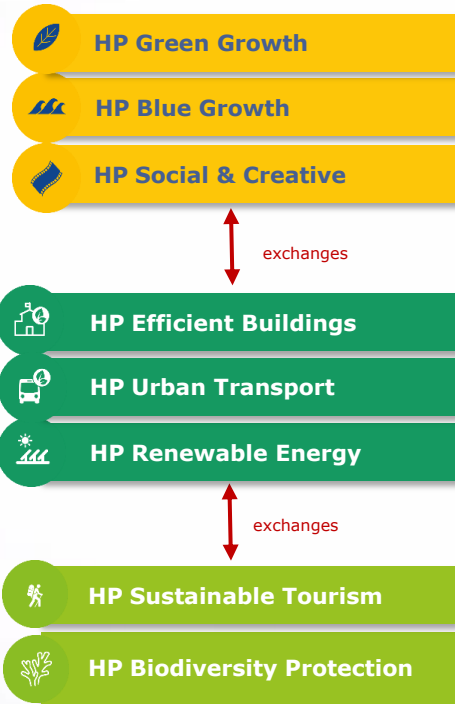 HP Green Growth
HP Blue Growth
HP Social & Creative
exchanges
HP Efficient Buildings
HP Urban Transport
HP Renewable Energy
exchanges
HP Sustainable Tourism
HP Biodiversity Protection